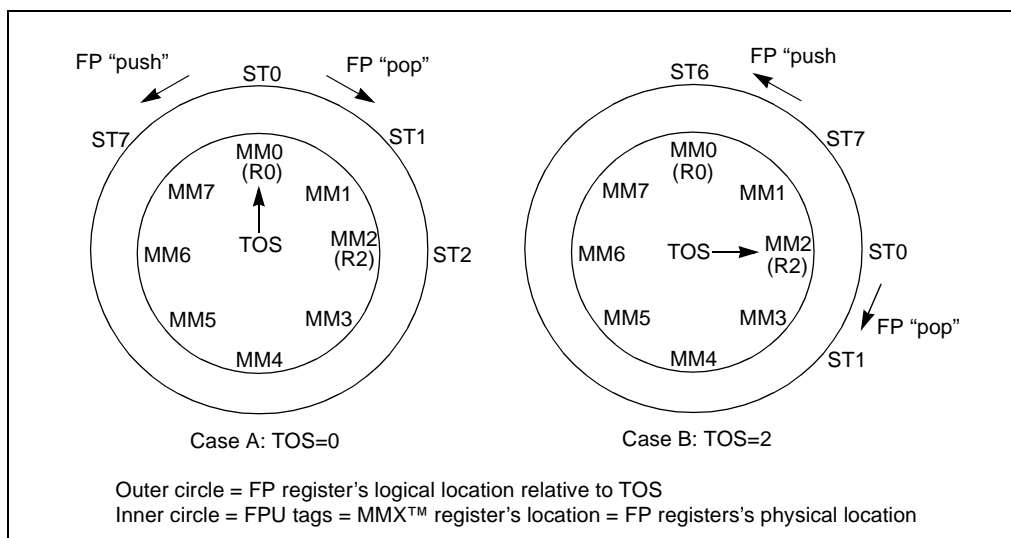 FP “push”
ST0
FP “pop”
ST7
ST1
MM0
(R0)
MM7
MM1
TOS
MM6
MM2
(R2)
ST2
MM5
MM3
MM4
Case A: TOS=0
ST6
FP “push
ST7
MM0
(R0)
MM7
MM1
MM6
TOS
MM2
(R2)
ST0
MM5
MM3
FP “pop”
MM4
ST1
Case B: TOS=2
Outer circle = FP register’s logical location relative to TOS
Inner circle = FPU tags = MMX™ register’s location = FP registers’s physical location